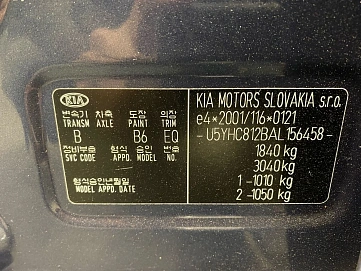 KIA
변속기 차축 도장 의장
TRANSM AXLE PAINT TRIM
B B6 EQ
정비부호 형식 승인 번호
SVC CODE APPD. MODEL NO.
형식승인년월일
MODEL APPD. DATE
KIA MOTORS SLOVAKIA s.r.o.
e4*2001/116*0121
- U5YHC812BAL156458 -
1840 kg
3040 kg
1 -1010 kg
2 -1050 kg